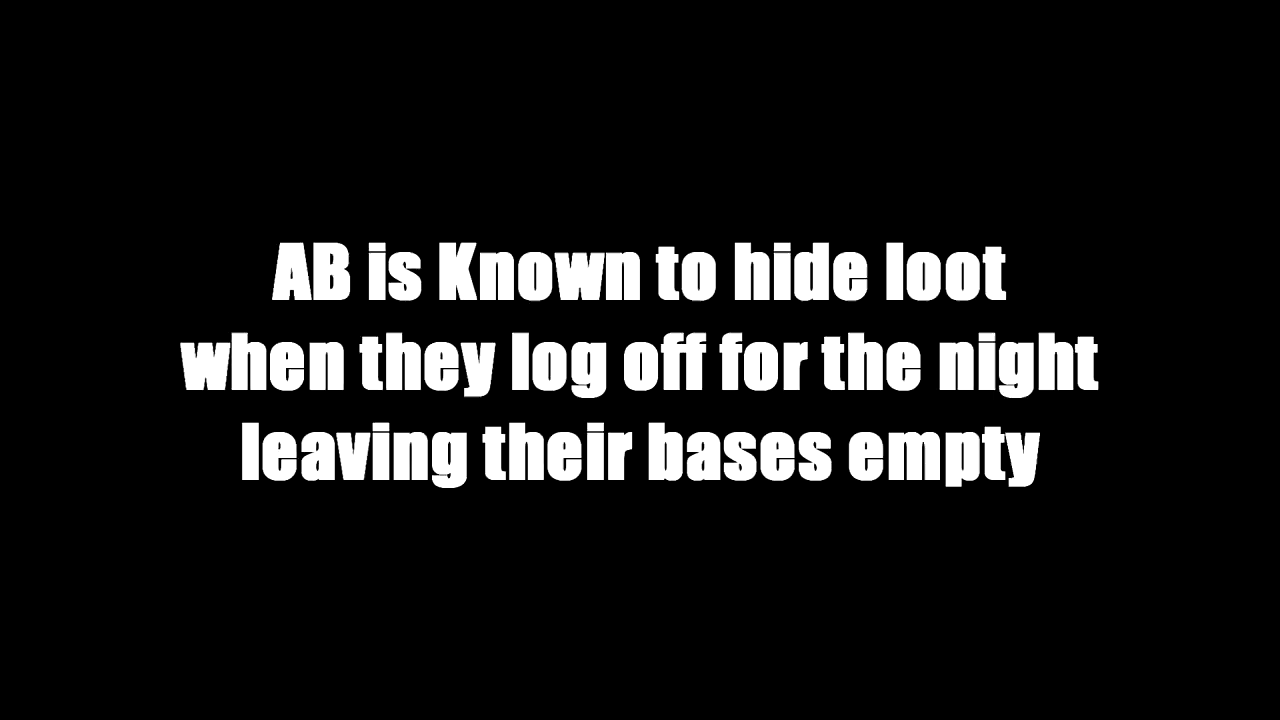 AB is Known to hide loot
when they log off for the night
leaving their bases empty